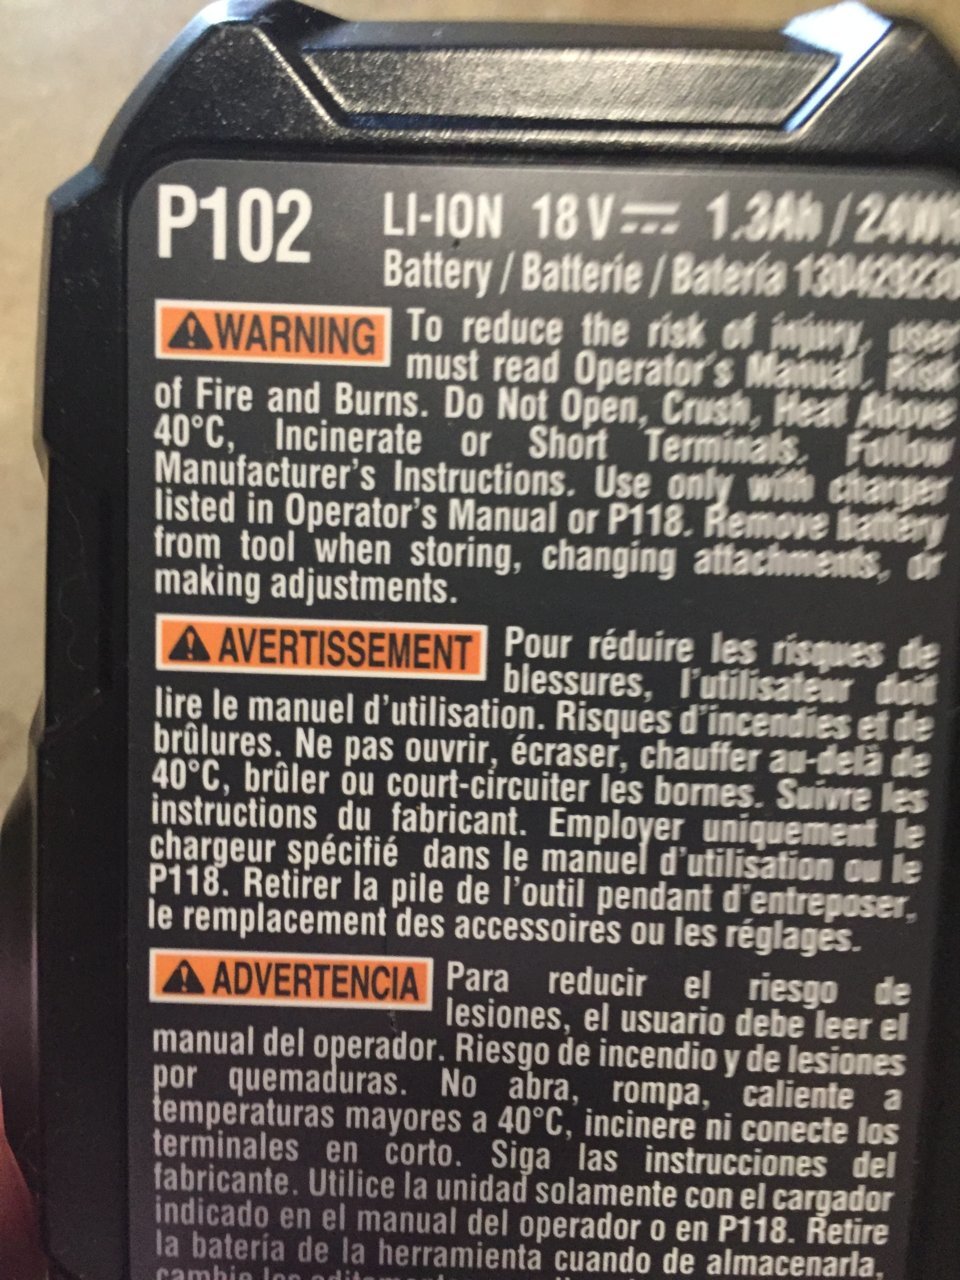 P102 LI-ION 18V 1.3Ah / 24Wh
Battery / Batterie / Batería
WARNING To reduce the risk of injury, user
must read Operator's Manual. Risk
of Fire and Burns. Do Not Open, Crush, Heat Above
40°C, Incinerate or Short Terminals. Follow
Manufacturer's Instructions. Use only with charger
listed in Operator's Manual or P118. Remove battery
from tool when storing, changing attachments, or
making adjustments.
AVERTISSEMENT Pour réduire les risques de
blessures, l'utilisateur doit
lire le manuel d'utilisation. Risques d'incendies et de
brûlures. Ne pas ouvrir, écraser, chauffer au-delà de
40°C, brûler ou court-circuiter les bornes. Suivre les
instructions du fabricant. Employer uniquement le
chargeur spécifié dans le manuel d'utilisation ou le
P118. Retirer la pile de l'outil pendant d'entreposer,
le remplacement des accessoires ou les réglages.
ADVERTENCIA Para reducir el riesgo de
lesiones, el usuario debe leer el
manual del operador. Riesgo de incendio y de lesiones
por quemaduras. No abra, rompa, caliente a
temperaturas mayores a 40°C, incinere ni conecte los
terminales en corto. Siga las instrucciones del
fabricante. Utilice la unidad solamente con el cargador
indicado en el manual del operador o en P118. Retire
la batería de la herramienta cuando de almacenarla,